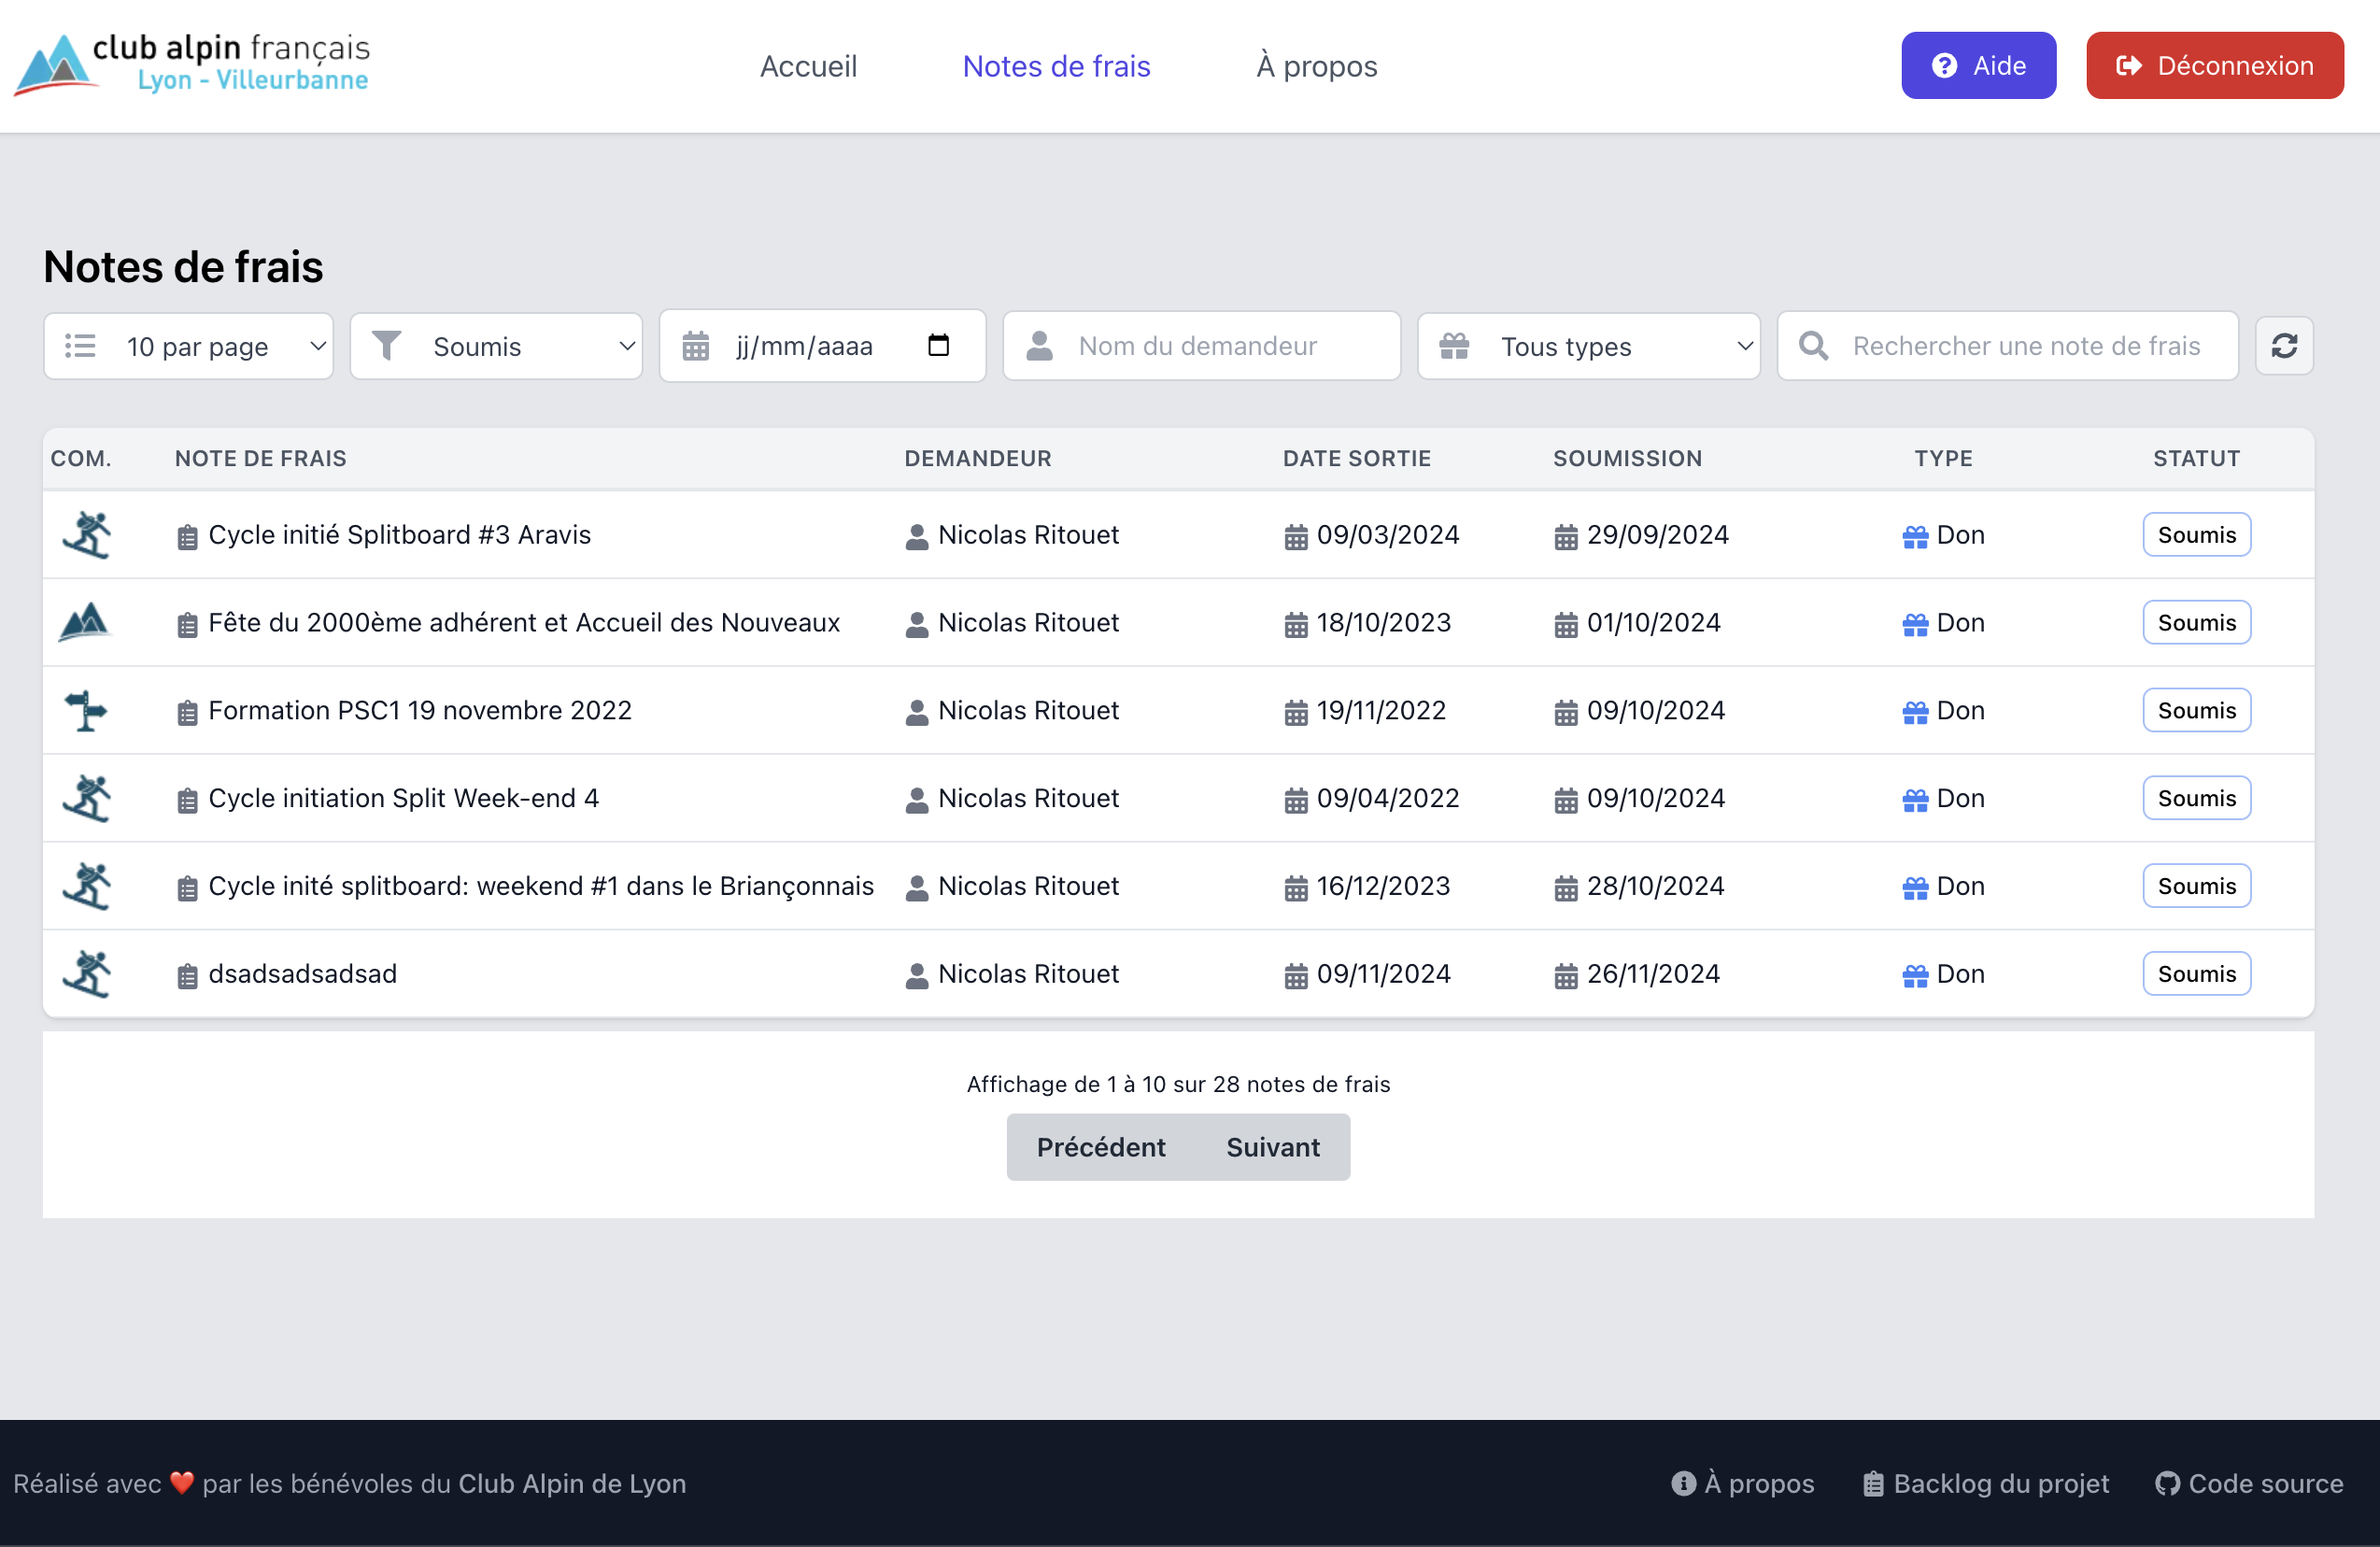 club alpin français
Lyon - Villeurbanne
Accueil
Notes de frais
À propos
Aide
Déconnexion
Notes de frais
10 par page
Soumis
jj/mm/aaaa
Nom du demandeur
Tous types
Rechercher une note de frais
COM. NOTE DE FRAIS DEMANDEUR DATE SORTIE SOUMISSION TYPE STATUT
Cycle initié Splitboard #3 Aravis Nicolas Ritouet 09/03/2024 29/09/2024 Don Soumis
Fête du 2000ème adhérent et Accueil des Nouveaux Nicolas Ritouet 18/10/2023 01/10/2024 Don Soumis
Formation PSC1 19 novembre 2022 Nicolas Ritouet 19/11/2022 09/10/2024 Don Soumis
Cycle initiation Split Week-end 4 Nicolas Ritouet 09/04/2022 09/10/2024 Don Soumis
Cycle inité splitboard: weekend #1 dans le Briançonnais Nicolas Ritouet 16/12/2023 28/10/2024 Don Soumis
dsadsadsadsad Nicolas Ritouet 09/11/2024 26/11/2024 Don Soumis
Affichage de 1 à 10 sur 28 notes de frais
Précédent Suivant
Réalisé avec ❤️ par les bénévoles du Club Alpin de Lyon
À propos
Backlog du projet
Code source